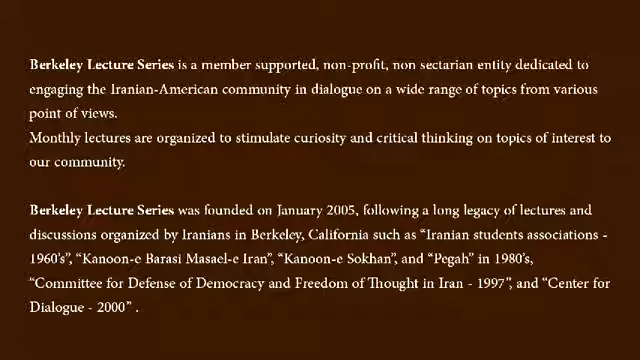 Berkeley Lecture Series is a member supported, non-profit, non sectarian entity dedicated to
engaging the Iranian-American community in dialogue on a wide range of topics from various
point of views.
Monthly lectures are organized to stimulate curiosity and critical thinking on topics of interest to
our community.
Berkeley Lecture Series was founded on January 2005, following a long legacy of lectures and
discussions organized by Iranians in Berkeley, California such as “Iranian students associations -
1960’s”, “Kanoon-e Barasi Masael-e Iran”, “Kanoon-e Sokhan”, and “Pegah” in 1980’s,
“Committee for Defense of Democracy and Freedom of Thought in Iran - 1997”, and “Center for
Dialogue - 2000” .